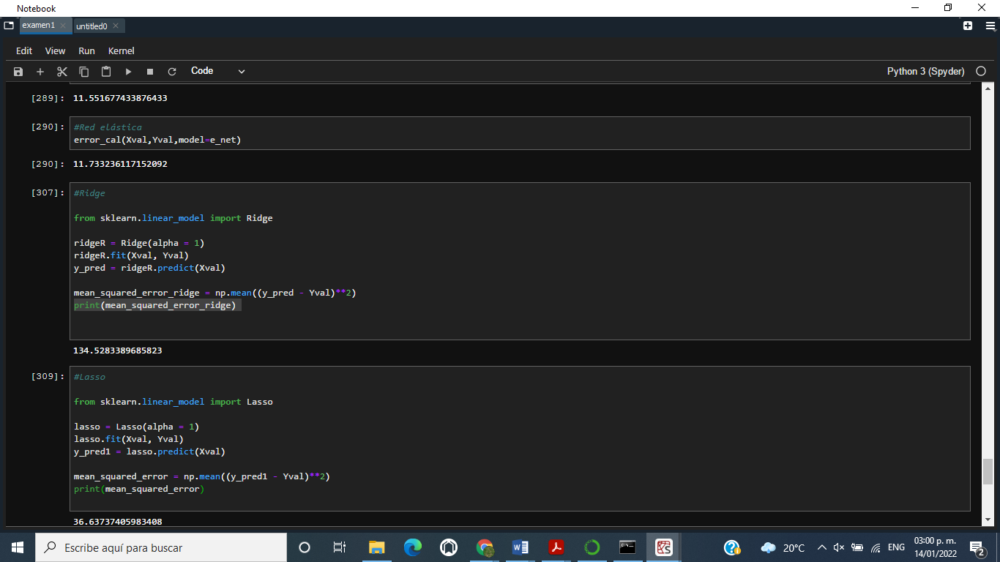 Notebook
examen1
untitled0
Edit View Run Kernel
Code
Python 3 (Spyder)
[289]: 11.551677433876433
[290]: #Red elástica
error_cal(Xval,Yval,model=e_net)
[290]: 11.733236117152092
[307]: #Ridge
from sklearn.linear_model import Ridge
ridgeR = Ridge(alpha = 1)
ridgeR.fit(Xval, Yval)
y_pred = ridgeR.predict(Xval)
mean_squared_error_ridge = np.mean((y_pred - Yval)**2)
print(mean_squared_error_ridge)
134.5283389685823
[309]: #Lasso
from sklearn.linear_model import Lasso
lasso = Lasso(alpha = 1)
lasso.fit(Xval, Yval)
y_pred1 = lasso.predict(Xval)
mean_squared_error = np.mean((y_pred1 - Yval)**2)
print(mean_squared_error)
36.63737405983408
Escribe aquí para buscar
20°C
ENG
03:00 p. m.
14/01/2022
2